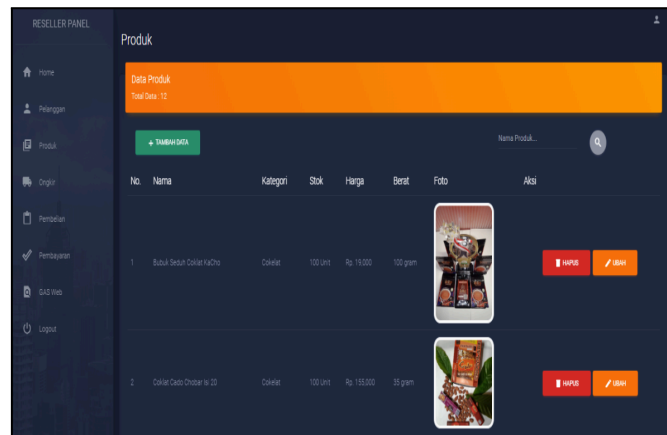 RESELLER PANEL
Home
Pelanggan
Produk
Ongkir
Pembelian
Pembayaran
GAS Web
Logout
Produk
Data Produk
Total Data : 12
+ TAMBAH DATA
Nama Produk...
No. Nama Kategori Stok Harga Berat Foto Aksi
1 Bubuk Seduh Coklat KaCho Cokelat 100 Unit Rp. 19,000 100 gram HAPUS UBAH
2 Coklat Cado Chobar Isi 20 Cokelat 100 Unit Rp. 155,000 35 gram HAPUS UBAH